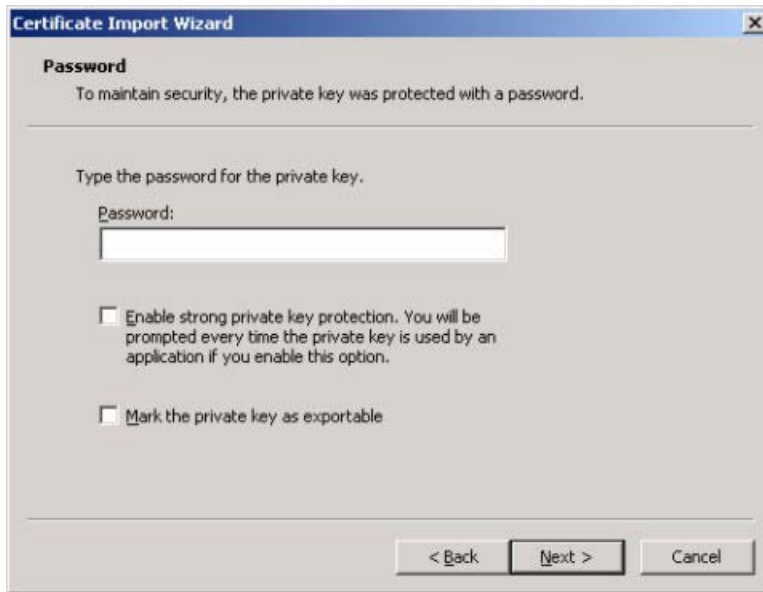 Certificate Import Wizard
Password
To maintain security, the private key was protected with a password.
Type the password for the private key.
Password:
Enable strong private key protection. You will be
prompted every time the private key is used by an
application if you enable this option.
Mark the private key as exportable
< Back Next > Cancel